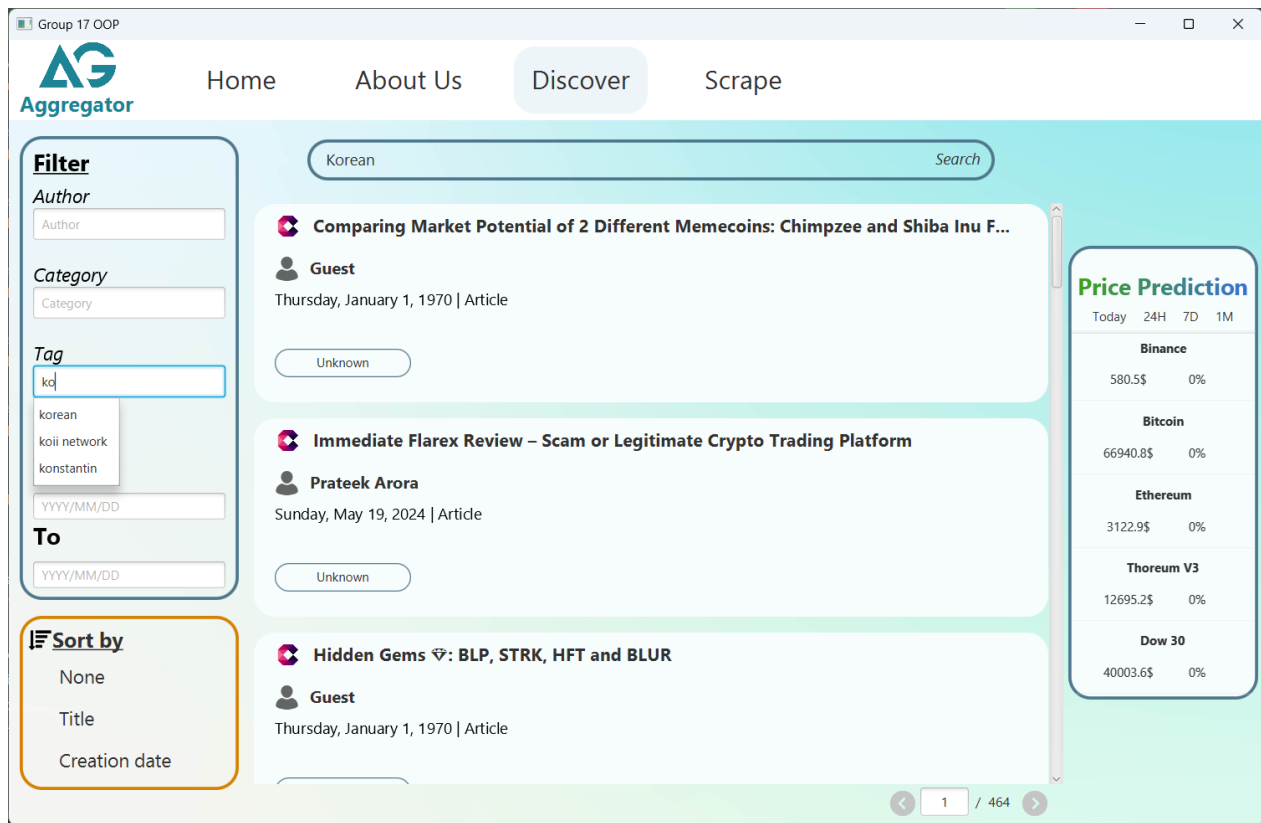 Group 17 OOP
AG
Aggregator
Home
About Us
Discover
Scrape
Filter
Author
Author
Category
Category
Tag
ko
korean
koii network
konstantin
YYYY/MM/DD
To
YYYY/MM/DD
Sort by
None
Title
Creation date
Korean
Search
Comparing Market Potential of 2 Different Memecoins: Chimpzee and Shiba Inu F...
Guest
Thursday, January 1, 1970 | Article
Unknown
Immediate Flarex Review – Scam or Legitimate Crypto Trading Platform
Prateek Arora
Sunday, May 19, 2024 | Article
Unknown
Hidden Gems 💎: BLP, STRK, HFT and BLUR
Guest
Thursday, January 1, 1970 | Article
1 / 464
Price Prediction
Today 24H 7D 1M
Binance
580.5$ 0%
Bitcoin
66940.8$ 0%
Ethereum
3122.9$ 0%
Thoreum V3
12695.2$ 0%
Dow 30
40003.6$ 0%